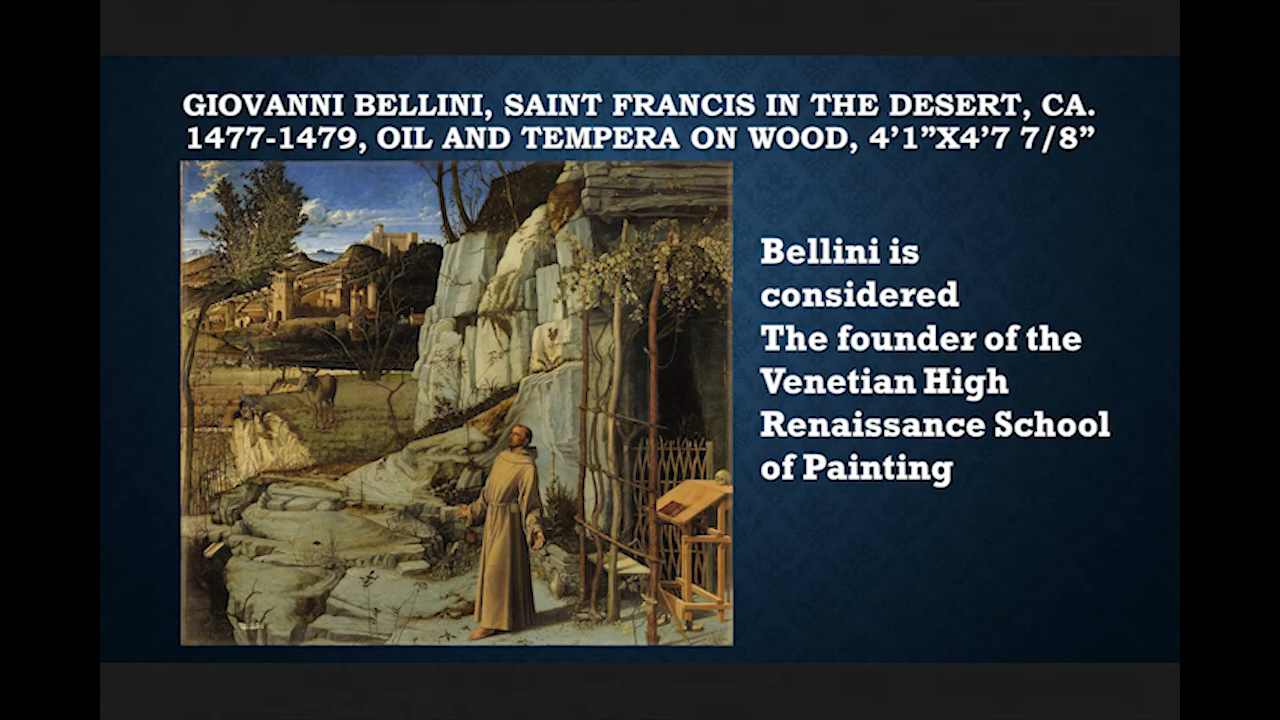 GIOVANNI BELLINI, SAINT FRANCIS IN THE DESERT, CA.
1477-1479, OIL AND TEMPERA ON WOOD, 4’1”X4’7 7/8”
Bellini is
considered
The founder of the
Venetian High
Renaissance School
of Painting